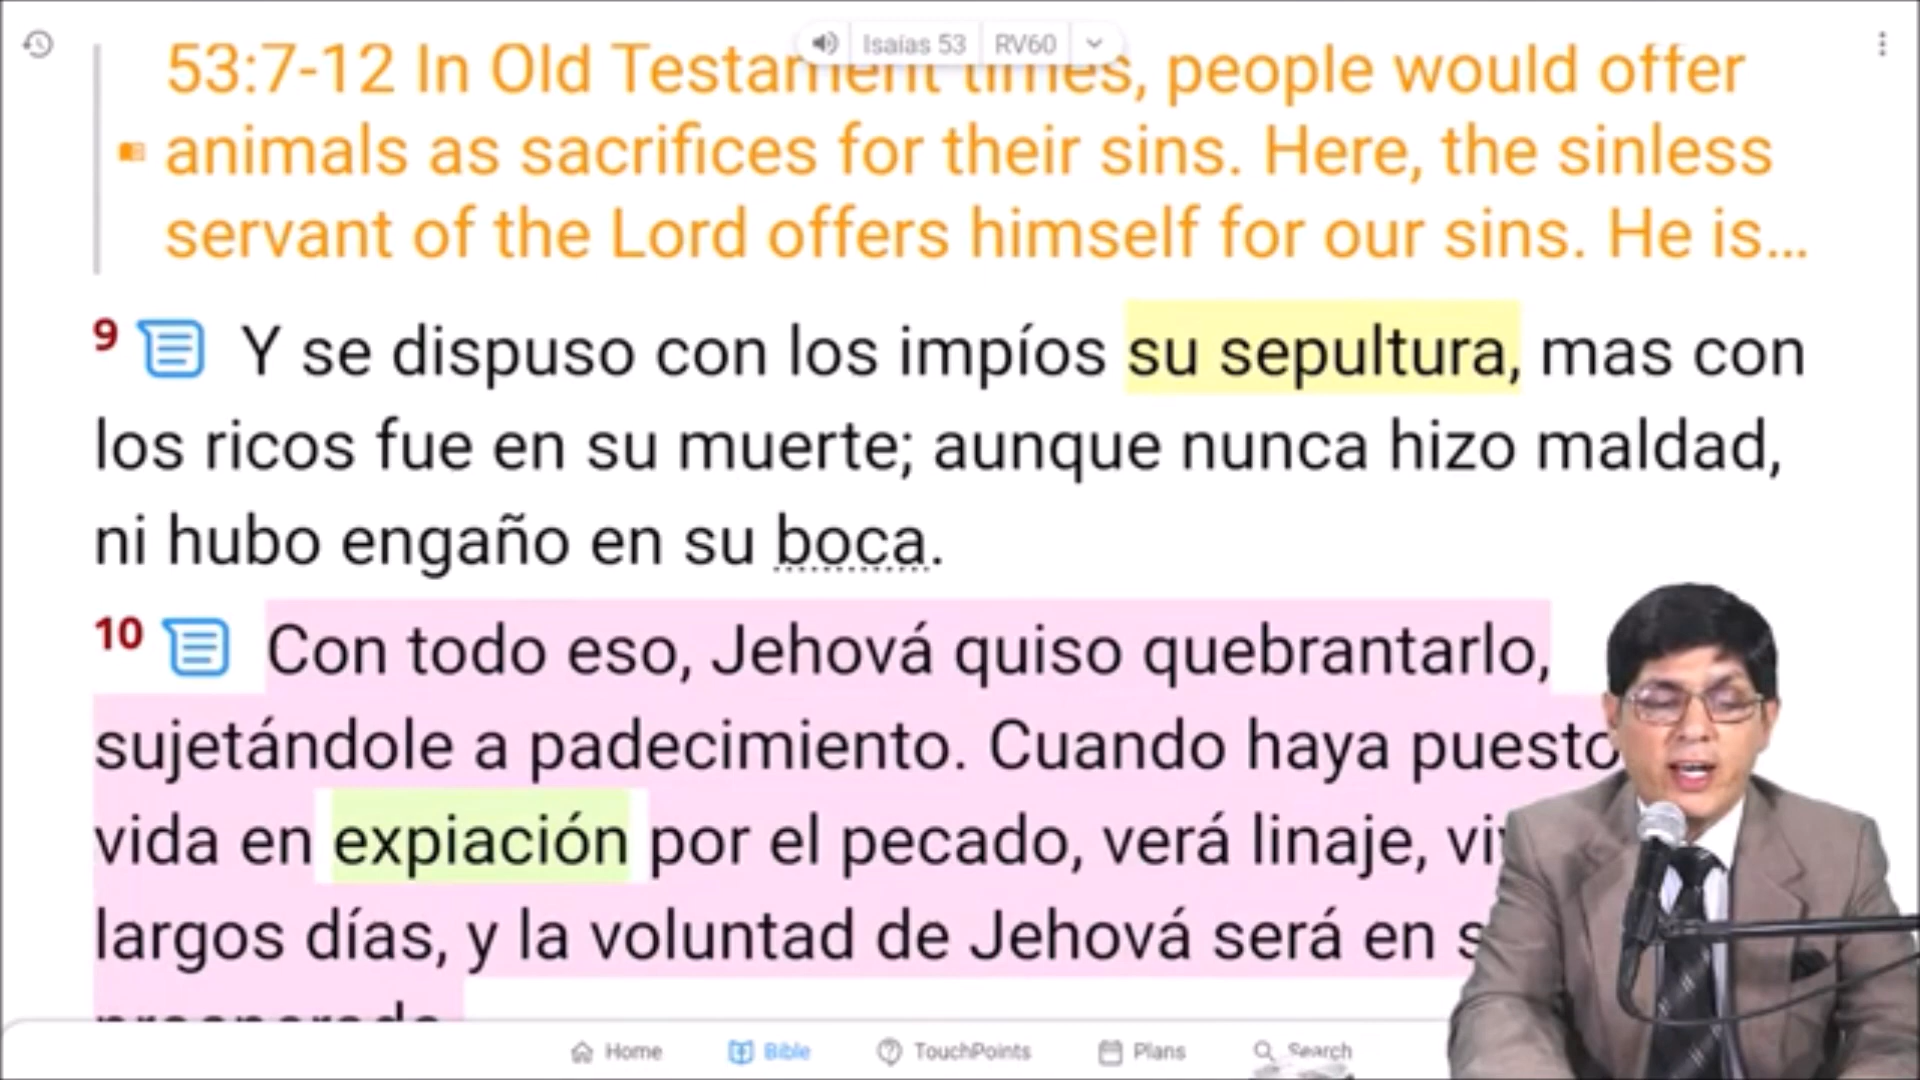 Isaías 53 RV60
53:7-12 In Old Testament times, people would offer
animals as sacrifices for their sins. Here, the sinless
servant of the Lord offers himself for our sins. He is...
9 Y se dispuso con los impíos su sepultura, mas con
los ricos fue en su muerte; aunque nunca hizo maldad,
ni hubo engaño en su boca.
10 Con todo eso, Jehová quiso quebrantarlo,
sujetándole a padecimiento. Cuando haya puesto
vida en expiación por el pecado, verá linaje,
largos días, y la voluntad de Jehová será en
Home Bible TouchPoints Plans Search